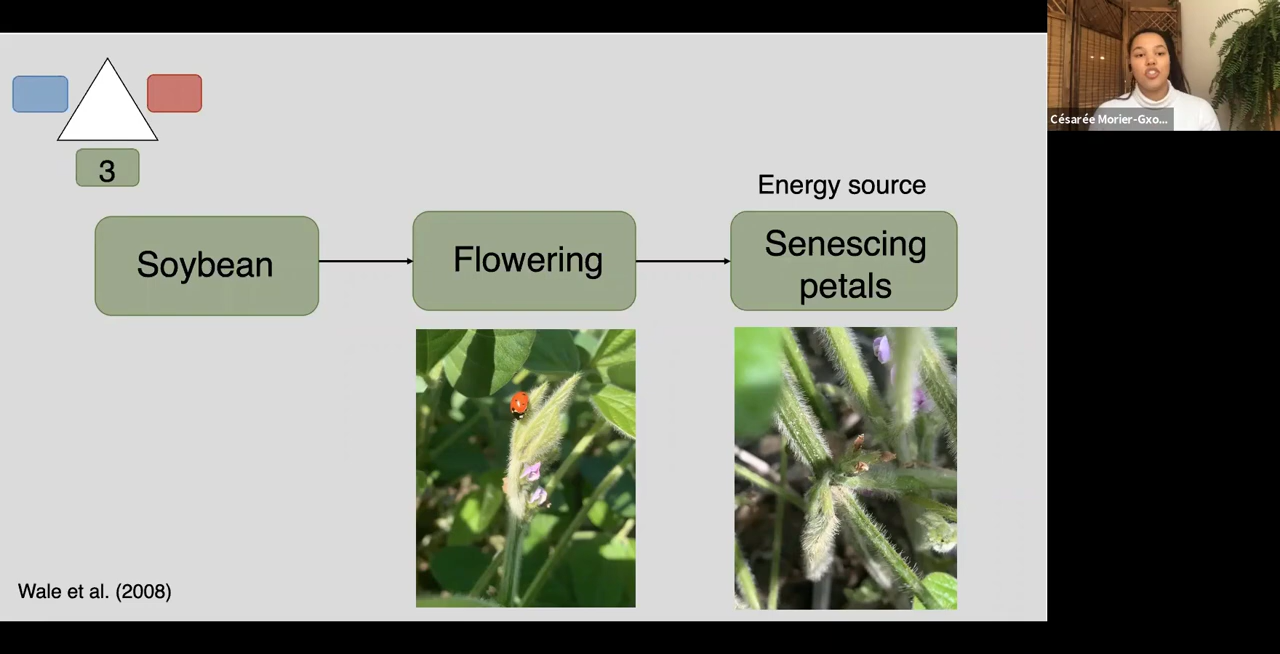 Césarée Morier-Gxo...
3
Energy source
Soybean
Flowering
Senescing
petals
Wale et al. (2008)